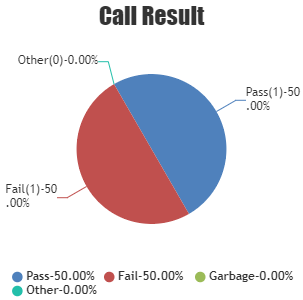 Call Result
Other(0)-0.00%
Pass(1)-50
.00%
Fail(1)-50
.00%
Pass-50.00% Fail-50.00% Garbage-0.00%
Other-0.00%